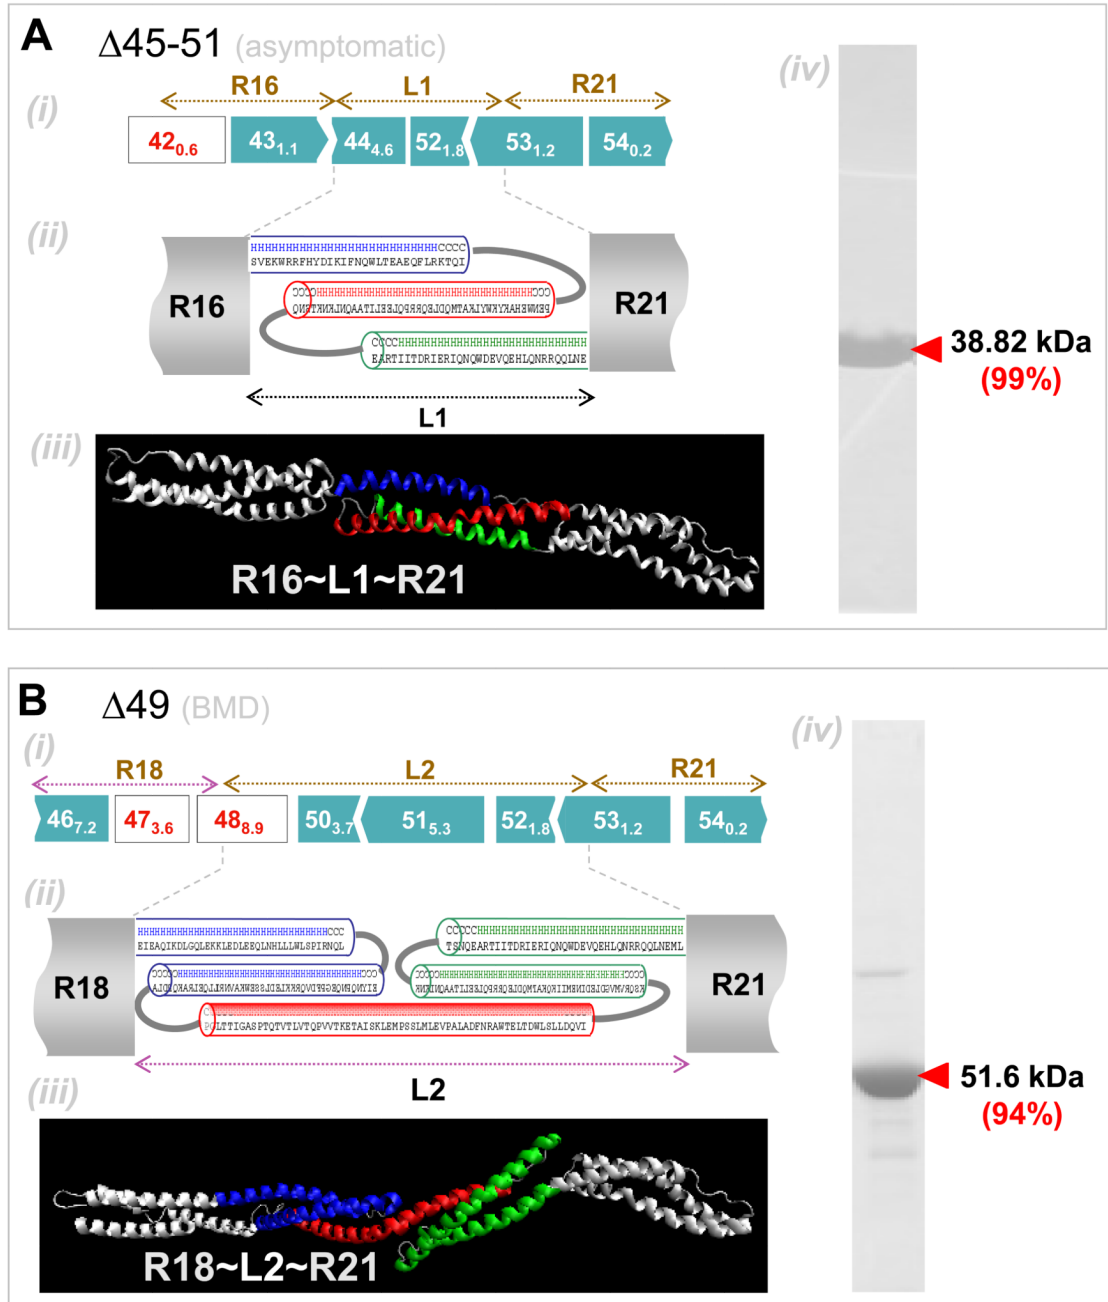 A Δ45-51 (asymptomatic)
(i)
R16 L1 R21
42 0.6 43 1.1 44 4.6 52 1.8 53 1.2 54 0.2
(ii)
R16
HHHHHHHHHHHHHHHHHHHHHHHHHHHCCCC
SVEKWRRFHYDIKIFNQWLTEAEQFLRKTQI
EARTIITDRIERIQNQWDEVQEHLQNRRQQLNE
R21
L1
(iii)
R16~L1~R21
(iv)
38.82 kDa
(99%)
B Δ49 (BMD)
(i)
R18 L2 R21
46 7.2 47 3.6 48 8.9 50 3.7 51 5.3 52 1.8 53 1.2 54 0.2
(ii)
R18
EIEAQIKDLGQLEKKLEDLEEQLNHLLLWLSPIRNQL
TSNQEARTIITDRIERIQNQWDEVQEHLQNRRQQLNEML
PGLTTIGASPTQTVTLVTQPVVTKETAISKLEMPSSLMLEVPALADFNRAWTELTDWLSLLDQVI
R21
L2
(iii)
R18~L2~R21
(iv)
51.6 kDa
(94%)